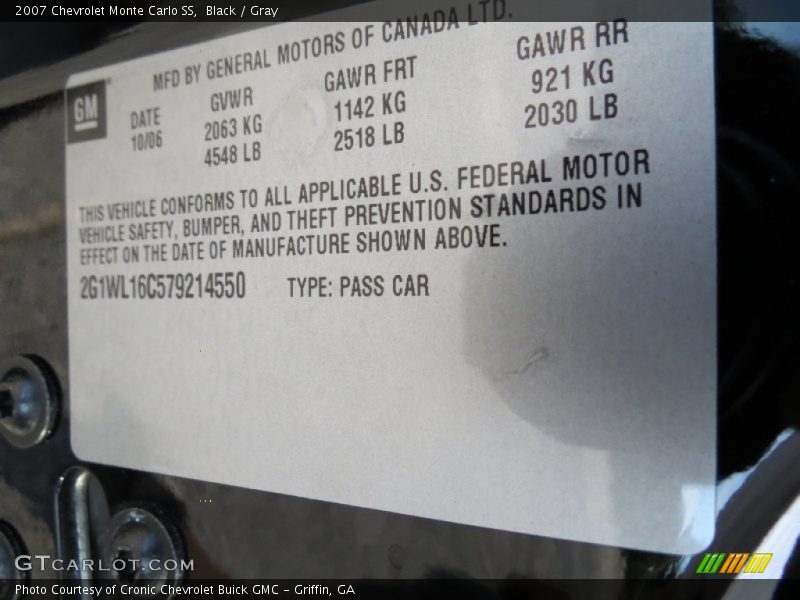 2007 Chevrolet Monte Carlo SS, Black / Gray
MFD BY GENERAL MOTORS OF CANADA LTD.
GM
DATE GVWR GAWR FRT GAWR RR
10/06 2063 KG 1142 KG 921 KG
4548 LB 2518 LB 2030 LB
THIS VEHICLE CONFORMS TO ALL APPLICABLE U.S. FEDERAL MOTOR
VEHICLE SAFETY, BUMPER, AND THEFT PREVENTION STANDARDS IN
EFFECT ON THE DATE OF MANUFACTURE SHOWN ABOVE.
2G1WL16C579214550 TYPE: PASS CAR
GTCARLOT.COM
Photo Courtesy of Cronic Chevrolet Buick GMC - Griffin, GA